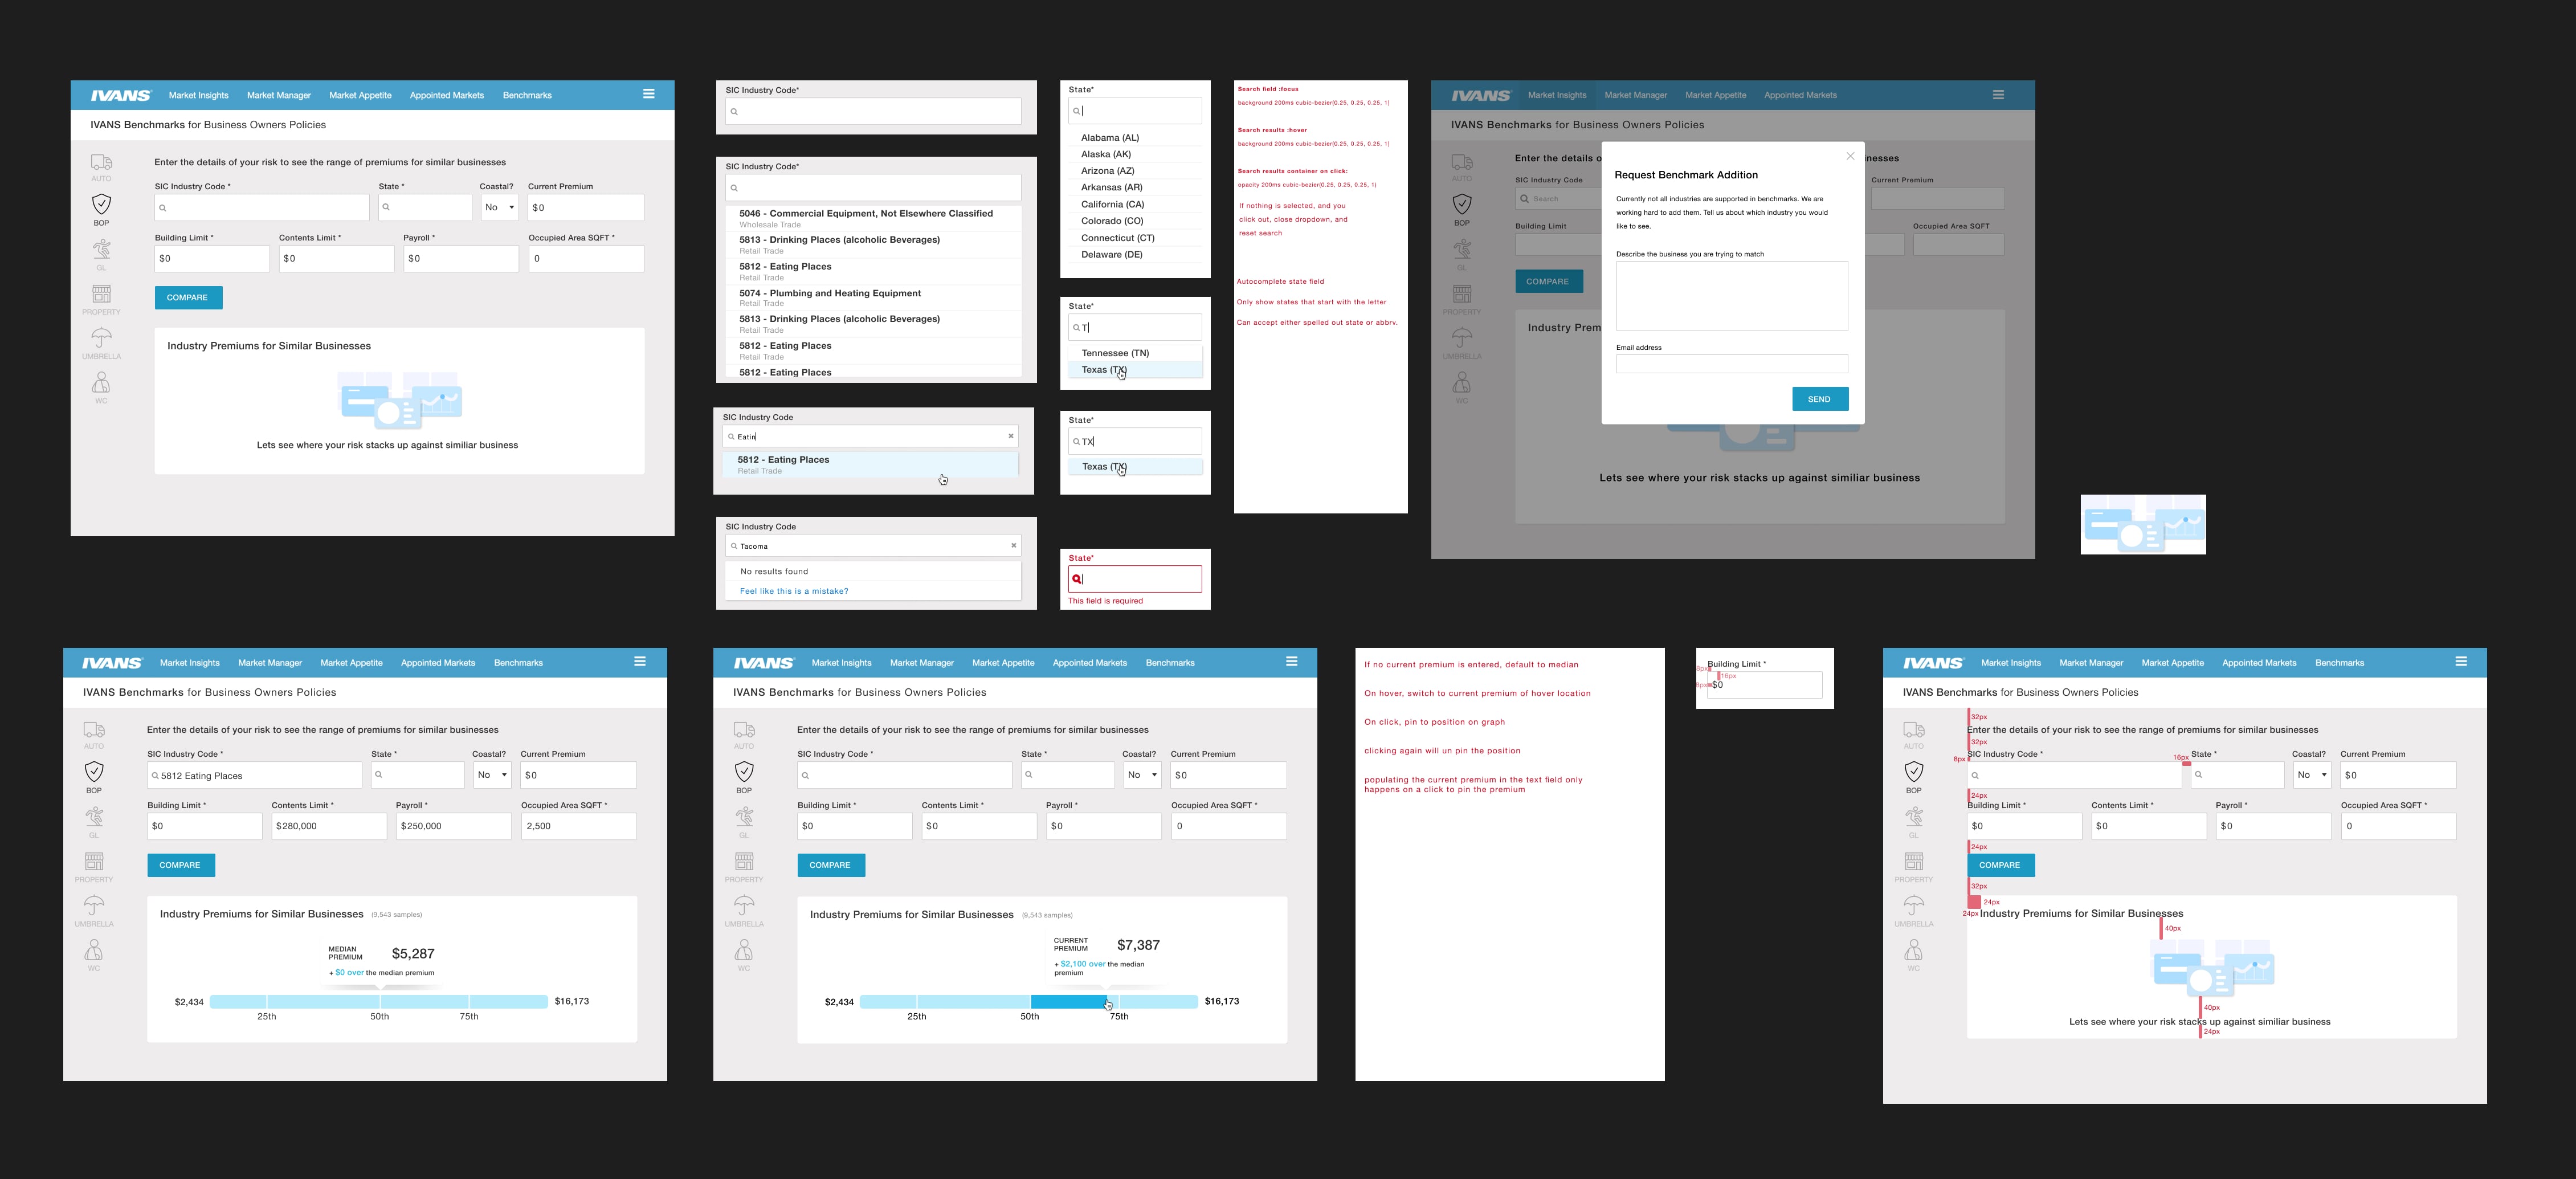 IVANS Market Insights Market Manager Market Appetite Appointed Markets Benchmarks
IVANS Benchmarks for Business Owners Policies
AUTO
BOP
GL
PROPERTY
UMBRELLA
WC
Enter the details of your risk to see the range of premiums for similar businesses
SIC Industry Code * State * Coastal? Current Premium
No $0
Building Limit * Contents Limit * Payroll * Occupied Area SQFT *
$0 $0 $0 0
COMPARE
Industry Premiums for Similar Businesses
Lets see where your risk stacks up against similiar business
SIC Industry Code*
SIC Industry Code*
5046 - Commercial Equipment, Not Elsewhere Classified
Wholesale Trade
5813 - Drinking Places (alcoholic Beverages)
Retail Trade
5812 - Eating Places
Retail Trade
5074 - Plumbing and Heating Equipment
Retail Trade
5813 - Drinking Places (alcoholic Beverages)
Retail Trade
5812 - Eating Places
Retail Trade
5812 - Eating Places
SIC Industry Code
Eatin
5812 - Eating Places
Retail Trade
SIC Industry Code
Tacoma
No results found
Feel like this is a mistake?
State*
Alabama (AL)
Alaska (AK)
Arizona (AZ)
Arkansas (AR)
California (CA)
Colorado (CO)
Connecticut (CT)
Delaware (DE)
State*
T
Tennessee (TN)
Texas (TX)
State*
TX
Texas (TX)
State*
This field is required
Search field :focus
background 200ms cubic-bezier(0.25, 0.25, 0.25, 1)
Search results :hover
background 200ms cubic-bezier(0.25, 0.25, 0.25, 1)
Search results container on click:
opacity 200ms cubic-bezier(0.25, 0.25, 0.25, 1)
If nothing is selected, and you
click out, close dropdown, and
reset search
Autocomplete state field
Only show states that start with the letter
Can accept either spelled out state or abbrv.
IVANS Market Insights Market Manager Market Appetite Appointed Markets
IVANS Benchmarks for Business Owners Policies
AUTO
BOP
GL
PROPERTY
UMBRELLA
WC
Enter the details o
inesses
SIC Industry Code
Current Premium
Search
Building Limit
Occupied Area SQFT
COMPARE
Industry Prem
Lets see where your risk stacks up against similiar business
Request Benchmark Addition
Currently not all industries are supported in benchmarks. We are
working hard to add them. Tell us about which industry you would
like to see.
Describe the business you are trying to match
Email address
SEND
IVANS Market Insights Market Manager Market Appetite Appointed Markets Benchmarks
IVANS Benchmarks for Business Owners Policies
AUTO
BOP
GL
PROPERTY
UMBRELLA
WC
Enter the details of your risk to see the range of premiums for similar businesses
SIC Industry Code * State * Coastal? Current Premium
5812 Eating Places No $0
Building Limit * Contents Limit * Payroll * Occupied Area SQFT *
$0 $280,000 $250,000 2,500
COMPARE
Industry Premiums for Similar Businesses (9,543 samples)
MEDIAN
PREMIUM
$5,287
+ $0 over the median premium
$2,434 $16,173
25th 50th 75th
IVANS Market Insights Market Manager Market Appetite Appointed Markets Benchmarks
IVANS Benchmarks for Business Owners Policies
AUTO
BOP
GL
PROPERTY
UMBRELLA
WC
Enter the details of your risk to see the range of premiums for similar businesses
SIC Industry Code * State * Coastal? Current Premium
No $0
Building Limit * Contents Limit * Payroll * Occupied Area SQFT *
$0 $0 $0 0
COMPARE
Industry Premiums for Similar Businesses (9,543 samples)
CURRENT
PREMIUM
$7,387
+ $2,100 over the median
premium
$2,434 $16,173
25th 50th 75th
If no current premium is entered, default to median
On hover, switch to current premium of hover location
On click, pin to position on graph
clicking again will un pin the position
populating the current premium in the text field only
happens on a click to pin the premium
Building Limit *
8px
16px
8px
$0
IVANS Market Insights Market Manager Market Appetite Appointed Markets Benchmarks
IVANS Benchmarks for Business Owners Policies
AUTO
BOP
GL
PROPERTY
UMBRELLA
WC
32px
Enter the details of your risk to see the range of premiums for similar businesses
32px
SIC Industry Code * State * Coastal? Current Premium
8px
16px
No $0
24px
Building Limit * Contents Limit * Payroll * Occupied Area SQFT *
$0 $0 $0 0
24px
COMPARE
32px
24px
24px
Industry Premiums for Similar Businesses
40px
40px
Lets see where your risk stacks up against similiar business
24px